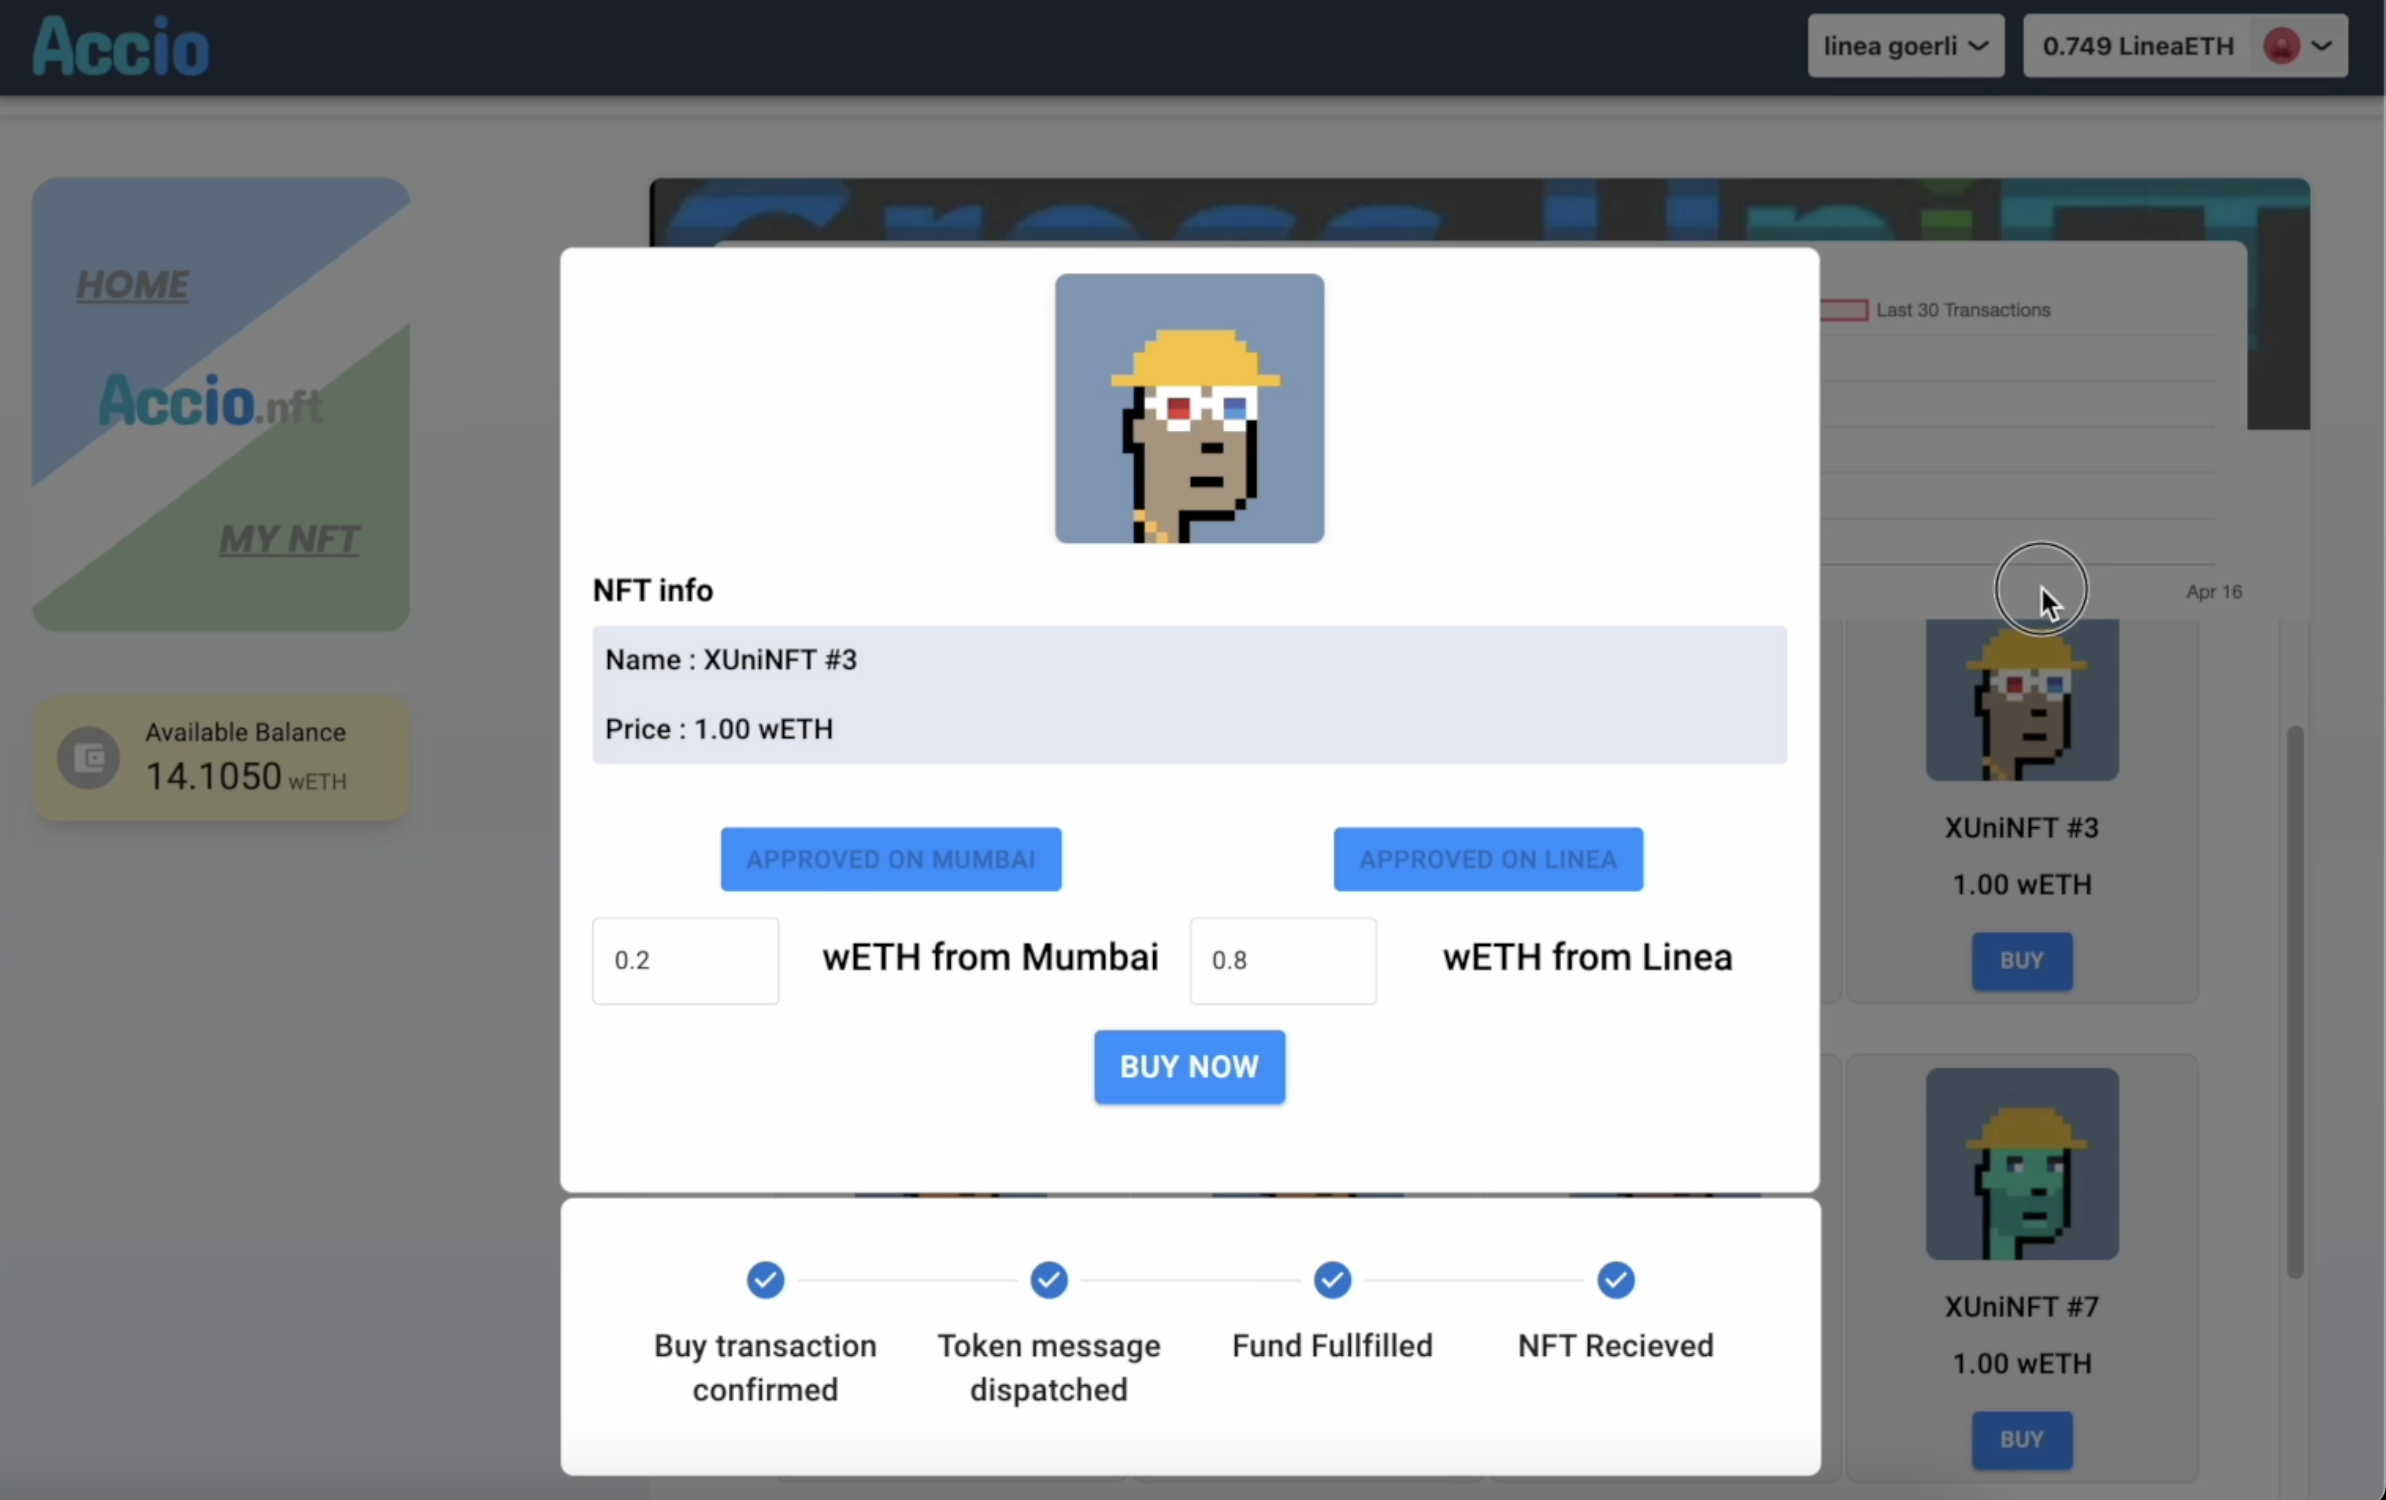 Accio
linea goerli
0.749 LineaETH
HOME
Accio.nft
MY NFT
Available Balance
14.1050 wETH
Cross UniFT
Last 30 Transactions
Apr 16
NFT info
Name : XUniNFT #3
Price : 1.00 wETH
APPROVED ON MUMBAI
APPROVED ON LINEA
0.2
wETH from Mumbai
0.8
wETH from Linea
BUY NOW
Buy transaction
confirmed
Token message
dispatched
Fund Fullfilled
NFT Recieved
XUniNFT #3
1.00 wETH
BUY
XUniNFT #7
1.00 wETH
BUY